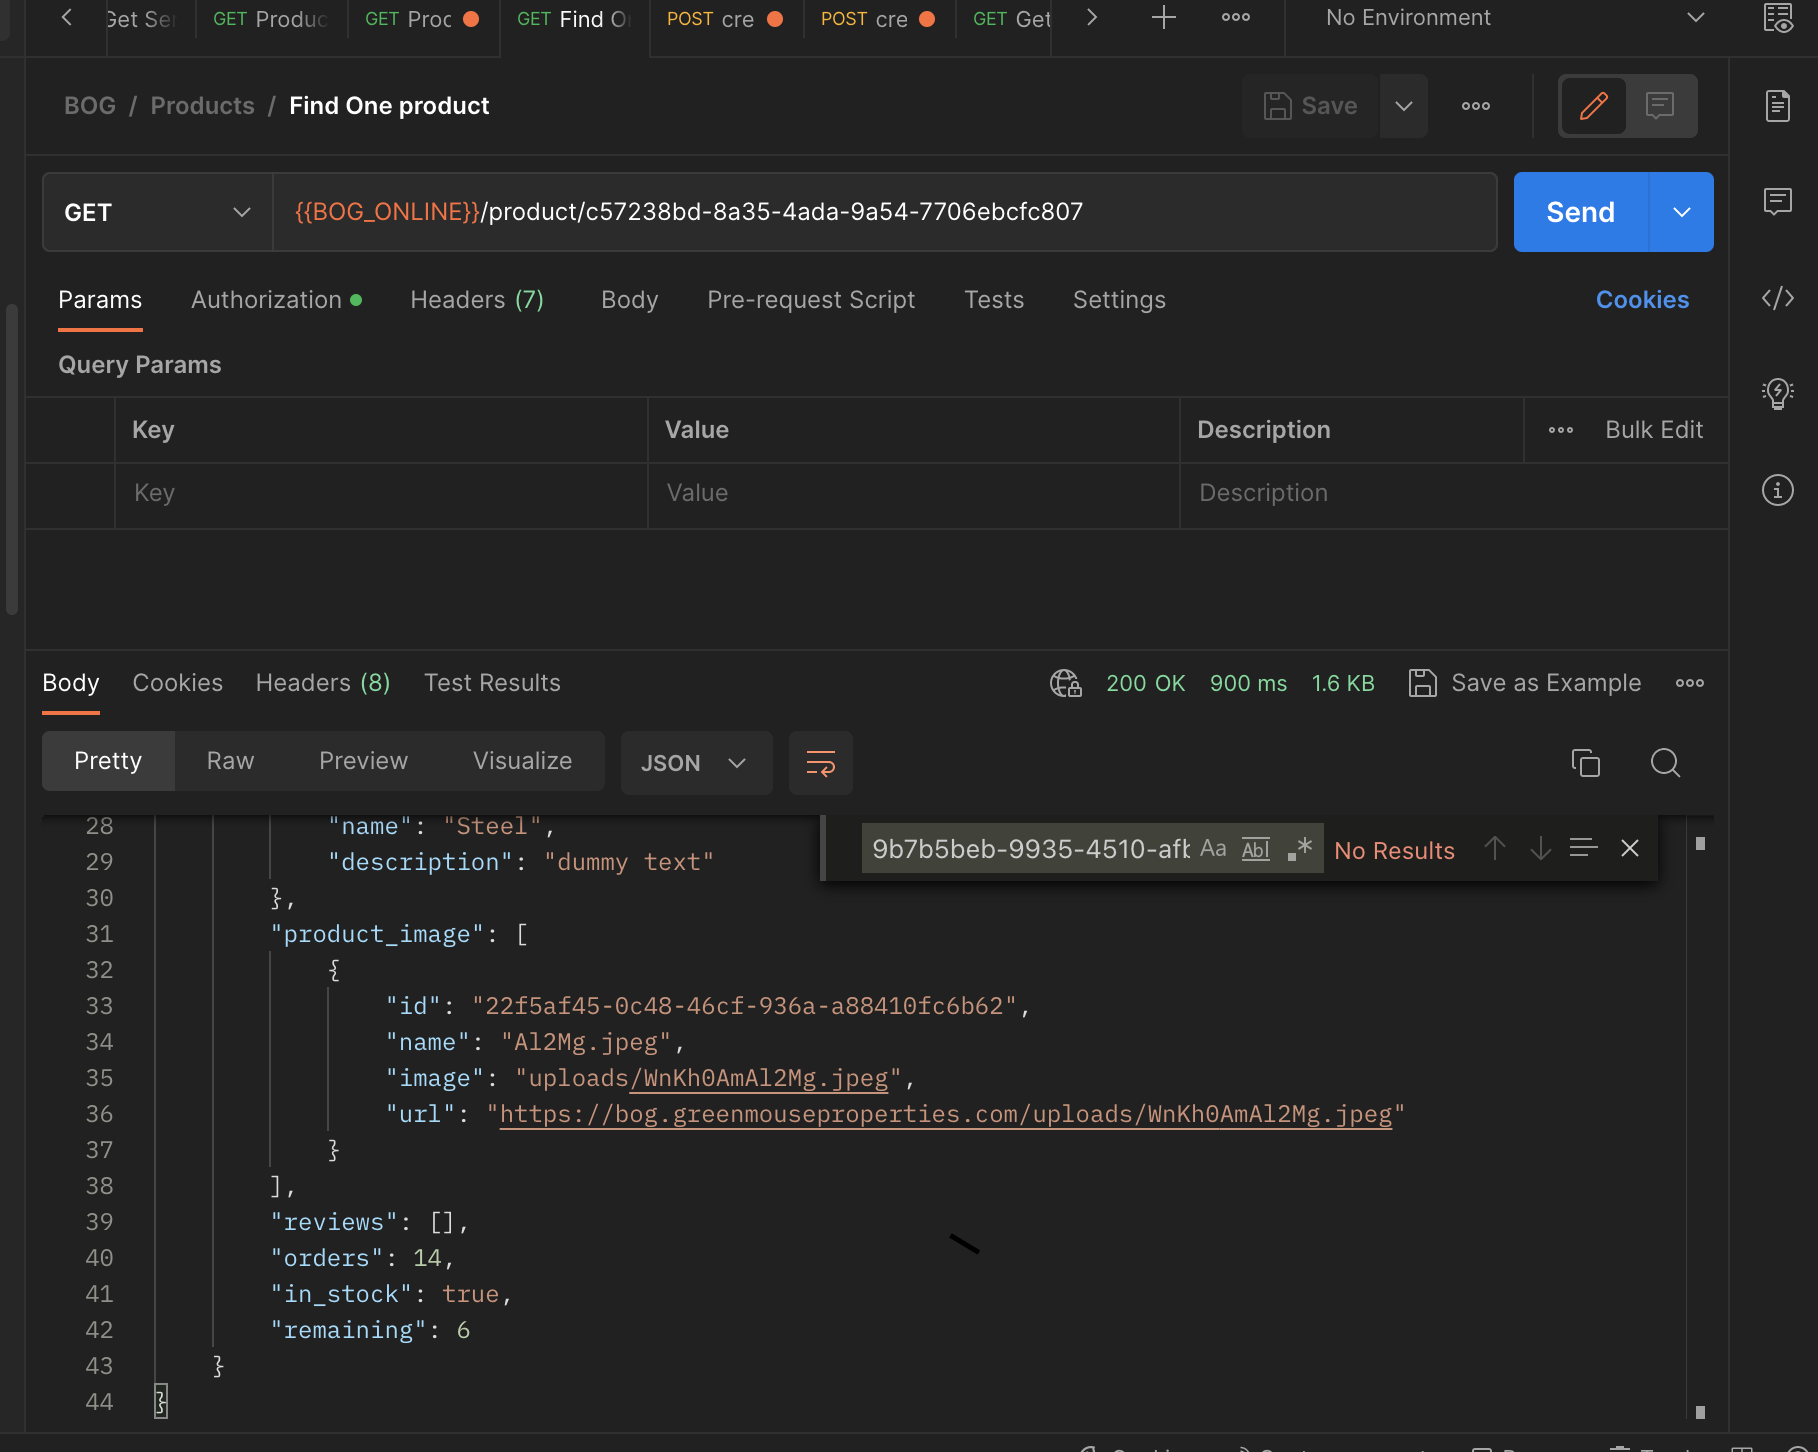 GET Produc GET Proc GET Find O POST cre POST cre GET Get No Environment
BOG / Products / Find One product
Save
GET {{BOG_ONLINE}}/product/c57238bd-8a35-4ada-9a54-7706ebcfc807 Send
Params Authorization Headers (7) Body Pre-request Script Tests Settings Cookies
Query Params
Key Value Description Bulk Edit
Key Value Description
Body Cookies Headers (8) Test Results 200 OK 900 ms 1.6 KB Save as Example
Pretty Raw Preview Visualize JSON
9b7b5beb-9935-4510-aft Aa Abl .* No Results
28 "name": "Steel",
29 "description": "dummy text"
30 },
31 "product_image": [
32 {
33 "id": "22f5af45-0c48-46cf-936a-a88410fc6b62",
34 "name": "Al2Mg.jpeg",
35 "image": "uploads/WnKh0AmAl2Mg.jpeg",
36 "url": "https://bog.greenmouseproperties.com/uploads/WnKh0AmAl2Mg.jpeg"
37 }
38 ],
39 "reviews": [],
40 "orders": 14,
41 "in_stock": true,
42 "remaining": 6
43 }
44 }